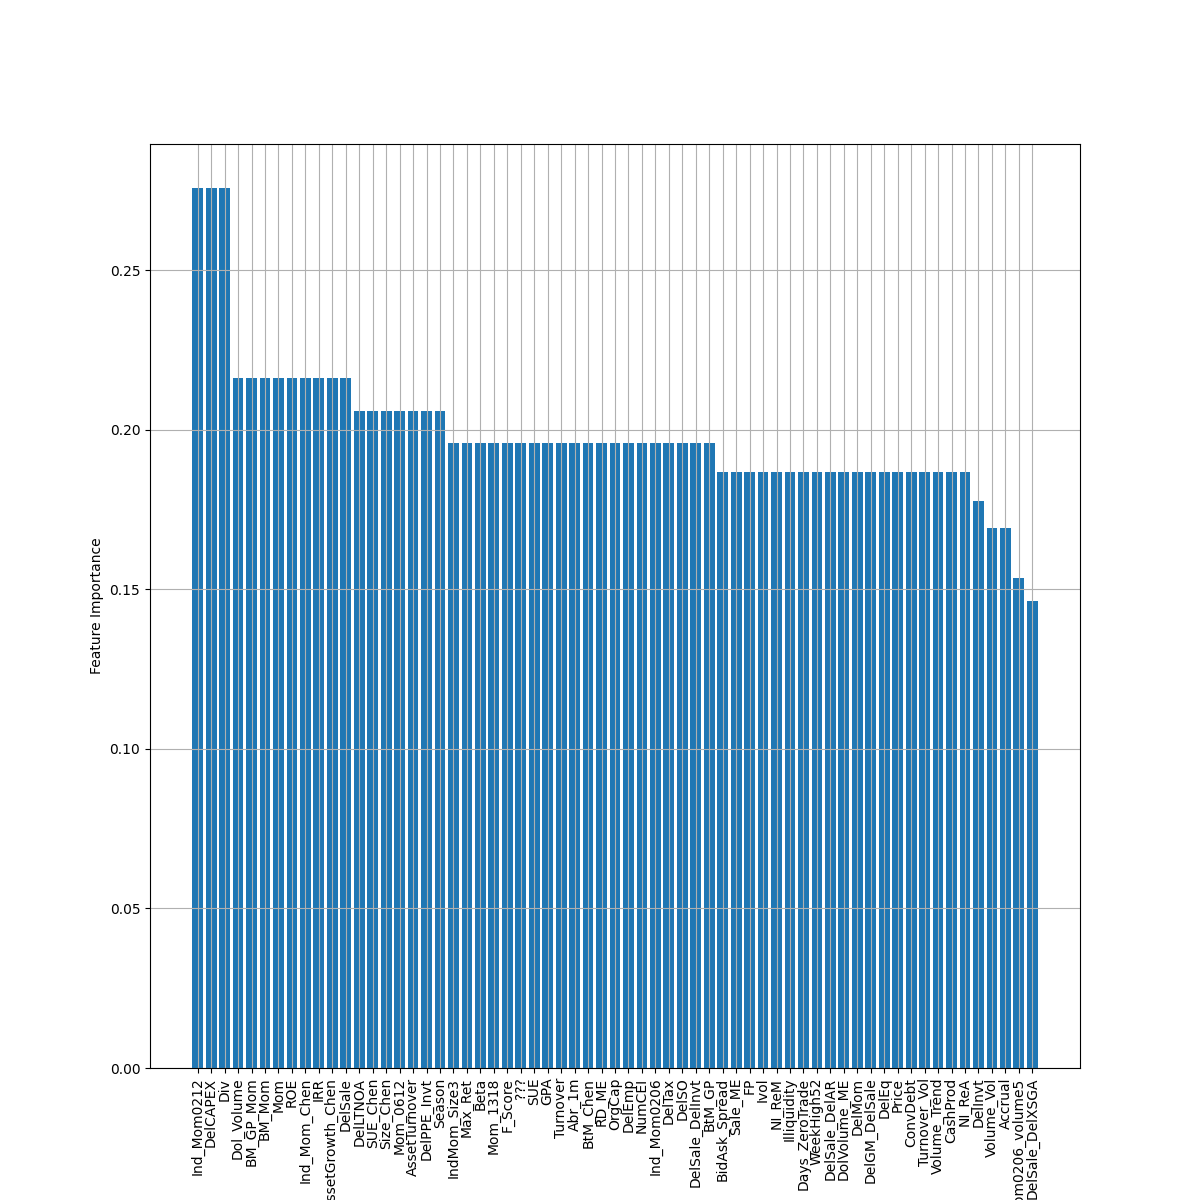 0.25
0.20
0.15
0.10
0.05
0.00
Feature Importance
Ind_Mom0212
DelCAPEX
Div
Dol_Volume
BM_GP_Mom
BM_Mom
Mom
ROE
Ind_Mom_Chen
IRR
ssetGrowth_Chen
DelSale
DelLTNOA
SUE_Chen
Size_Chen
Mom_0612
AssetTurnover
DelPPE_Invt
Season
IndMom_Size3
Max_Ret
Beta
Mom_1318
F_Score
???
SUE
GPA
Turnover
Abr_1m
BtM_Chen
RD_ME
OrgCap
DelEmp
NumCEI
Ind_Mom0206
DelTax
DelSO
DelSale_DelInvt
BtM_GP
BidAsk_Spread
Sale_ME
FP
Ivol
NI_ReM
Illiquidity
Days_ZeroTrade
WeekHigh52
DelSale_DelAR
DolVolume_ME
DelMom
DelGM_DelSale
DelEq
Price
ConvDebt
Turnover_Vol
Volume_Trend
CashProd
NI_ReA
DelInvt
Volume_Vol
Accrual
om0206_volume5
DelSale_DelXSGA